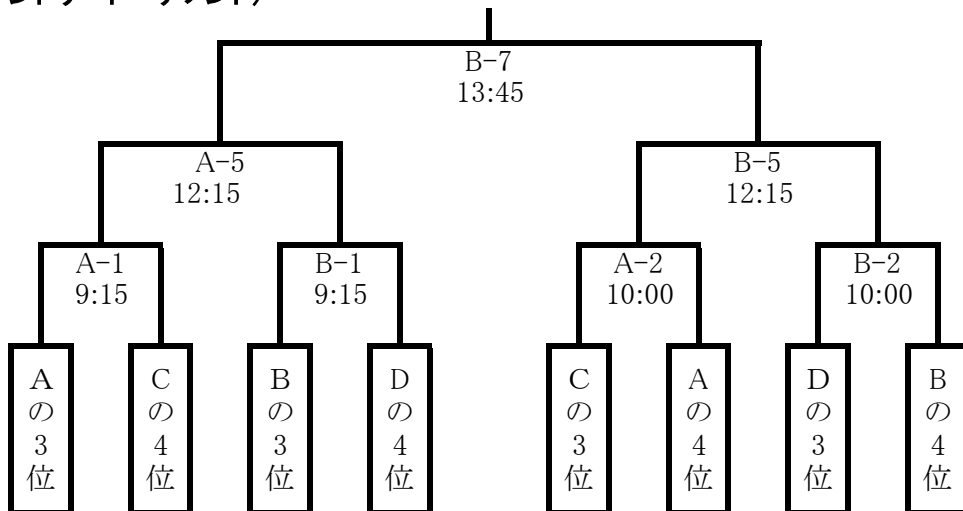 B-7
13:45
A-5
12:15
B-5
12:15
A-1
9:15
B-1
9:15
A-2
10:00
B-2
10:00
Aの3位
Cの4位
Bの3位
Dの4位
Cの3位
Aの4位
Dの3位
Bの4位